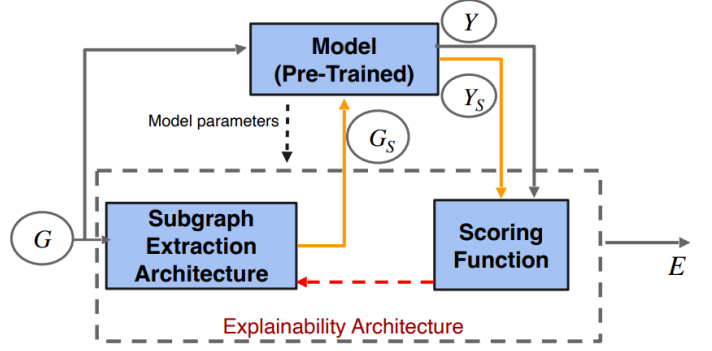 Model
(Pre-Trained)
Y
Y_S
Model parameters
G_S
G
Subgraph
Extraction
Architecture
Scoring
Function
E
Explainability Architecture